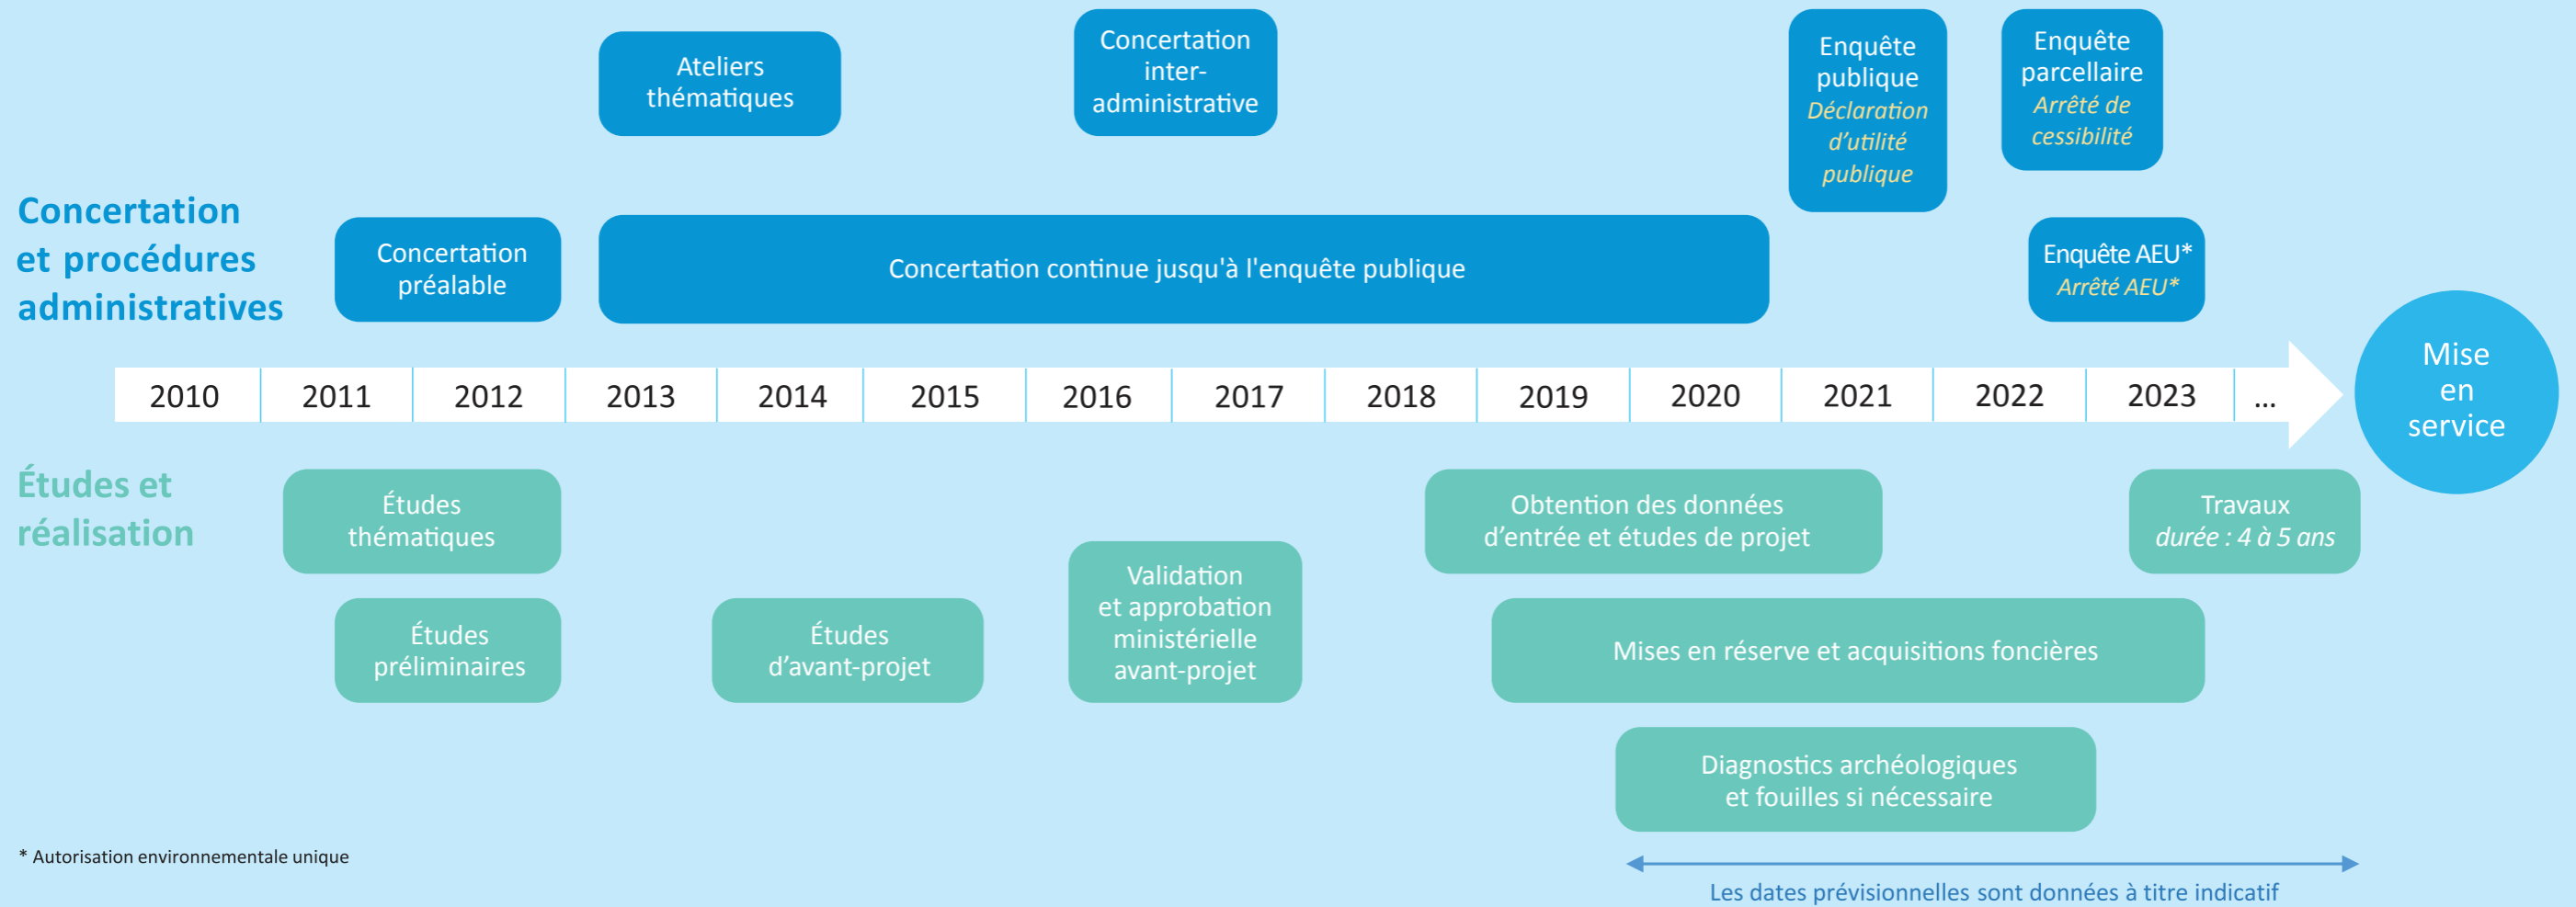 Ateliers
thématiques
Concertation
inter-
administrative
Enquête
publique
Déclaration
d’utilité
publique
Enquête
parcellaire
Arrêté de
cessibilité
Concertation
et procédures
administratives
Concertation
préalable
Concertation continue jusqu'à l'enquête publique
Enquête AEU*
Arrêté AEU*
2010 2011 2012 2013 2014 2015 2016 2017 2018 2019 2020 2021 2022 2023 ...
Mise
en
service
Études et
réalisation
Études
thématiques
Obtention des données
d’entrée et études de projet
Travaux
durée : 4 à 5 ans
Études
préliminaires
Études
d’avant-projet
Validation
et approbation
ministérielle
avant-projet
Mises en réserve et acquisitions foncières
Diagnostics archéologiques
et fouilles si nécessaire
* Autorisation environnementale unique
Les dates prévisionnelles sont données à titre indicatif